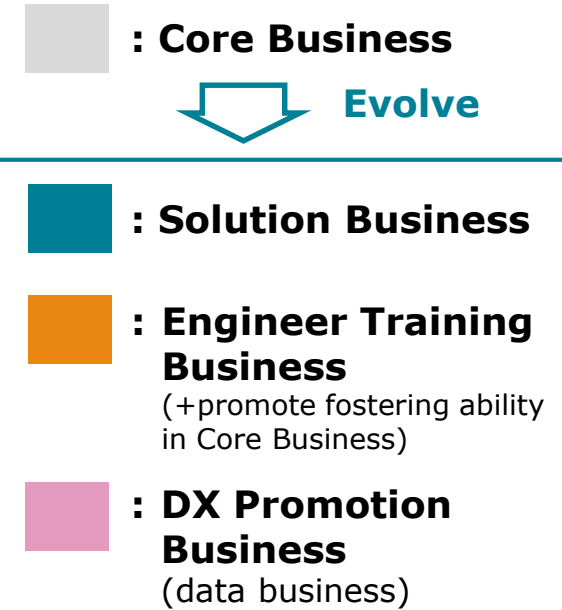 : Core Business
Evolve
: Solution Business
: Engineer Training
Business
(+promote fostering ability
in Core Business)
: DX Promotion
Business
(data business)